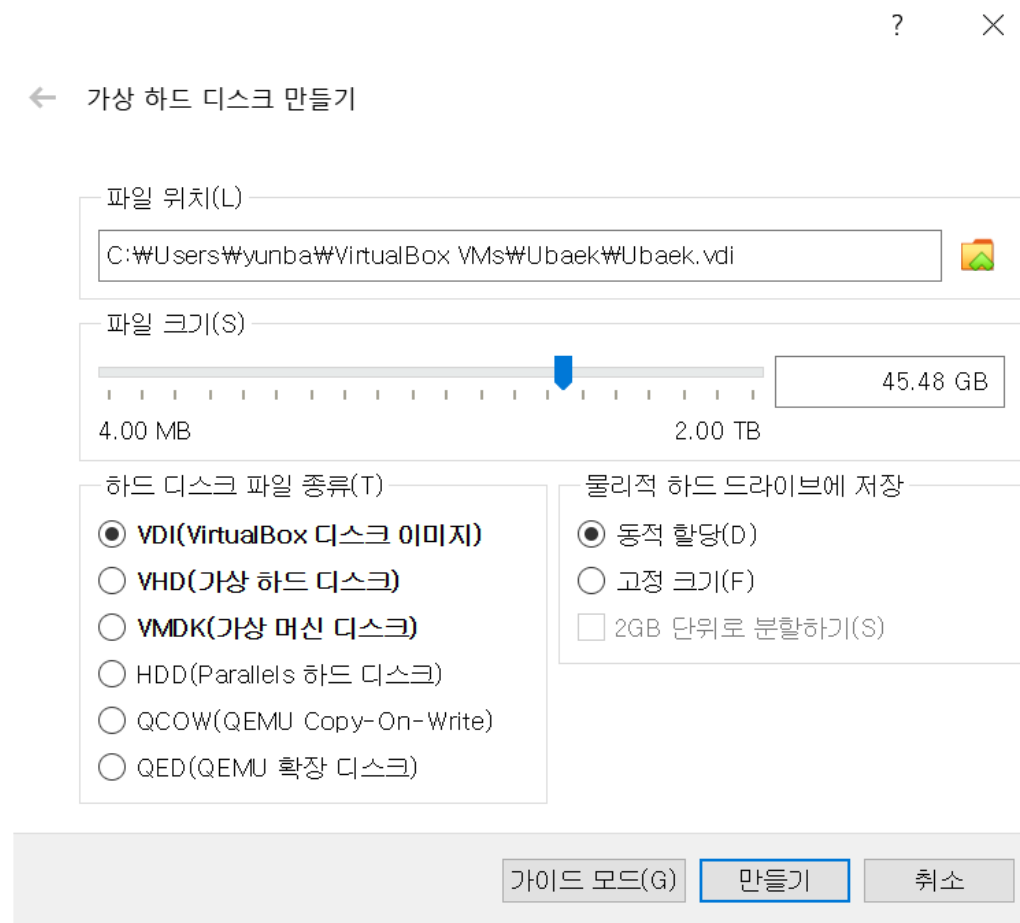 ?
가상 하드 디스크 만들기
파일 위치(L)
C:₩Users₩yunba₩VirtualBox VMs₩Ubaek₩Ubaek.vdi
파일 크기(S)
45.48 GB
4.00 MB 2.00 TB
하드 디스크 파일 종류(T)
VDI(VirtualBox 디스크 이미지)
VHD(가상 하드 디스크)
VMDK(가상 머신 디스크)
HDD(Parallels 하드 디스크)
QCOW(QEMU Copy-On-Write)
QED(QEMU 확장 디스크)
물리적 하드 드라이브에 저장
동적 할당(D)
고정 크기(F)
2GB 단위로 분할하기(S)
가이드 모드(G) 만들기 취소